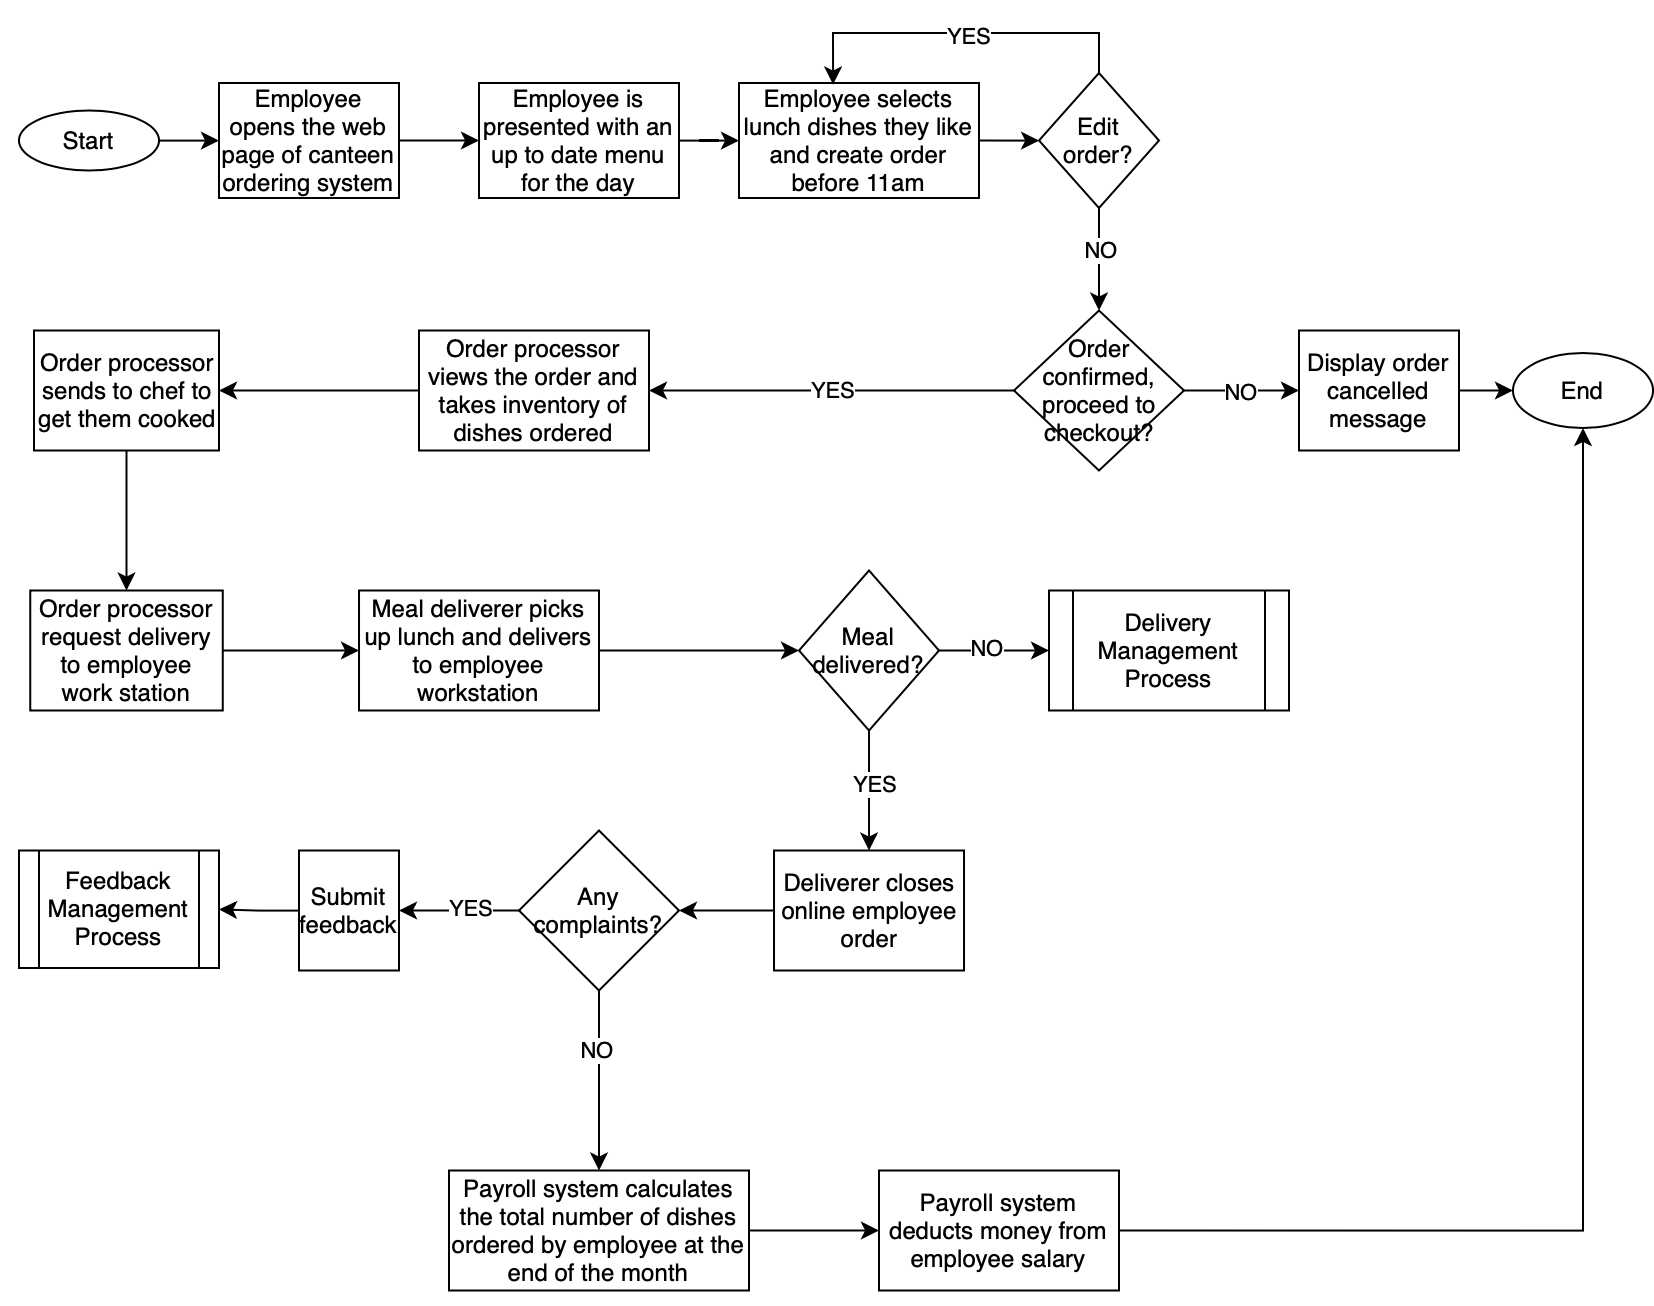 YES
Start
Employee
opens the web
page of canteen
ordering system
Employee is
presented with an
up to date menu
for the day
Employee selects
lunch dishes they like
and create order
before 11am
Edit
order?
NO
Order processor
sends to chef to
get them cooked
Order processor
views the order and
takes inventory of
dishes ordered
YES
Order
confirmed,
proceed to
checkout?
NO
Display order
cancelled
message
End
Order processor
request delivery
to employee
work station
Meal deliverer picks
up lunch and delivers
to employee
workstation
Meal
delivered?
NO
Delivery
Management
Process
YES
Feedback
Management
Process
Submit
feedback
YES
Any
complaints?
Deliverer closes
online employee
order
NO
Payroll system calculates
the total number of dishes
ordered by employee at the
end of the month
Payroll system
deducts money from
employee salary